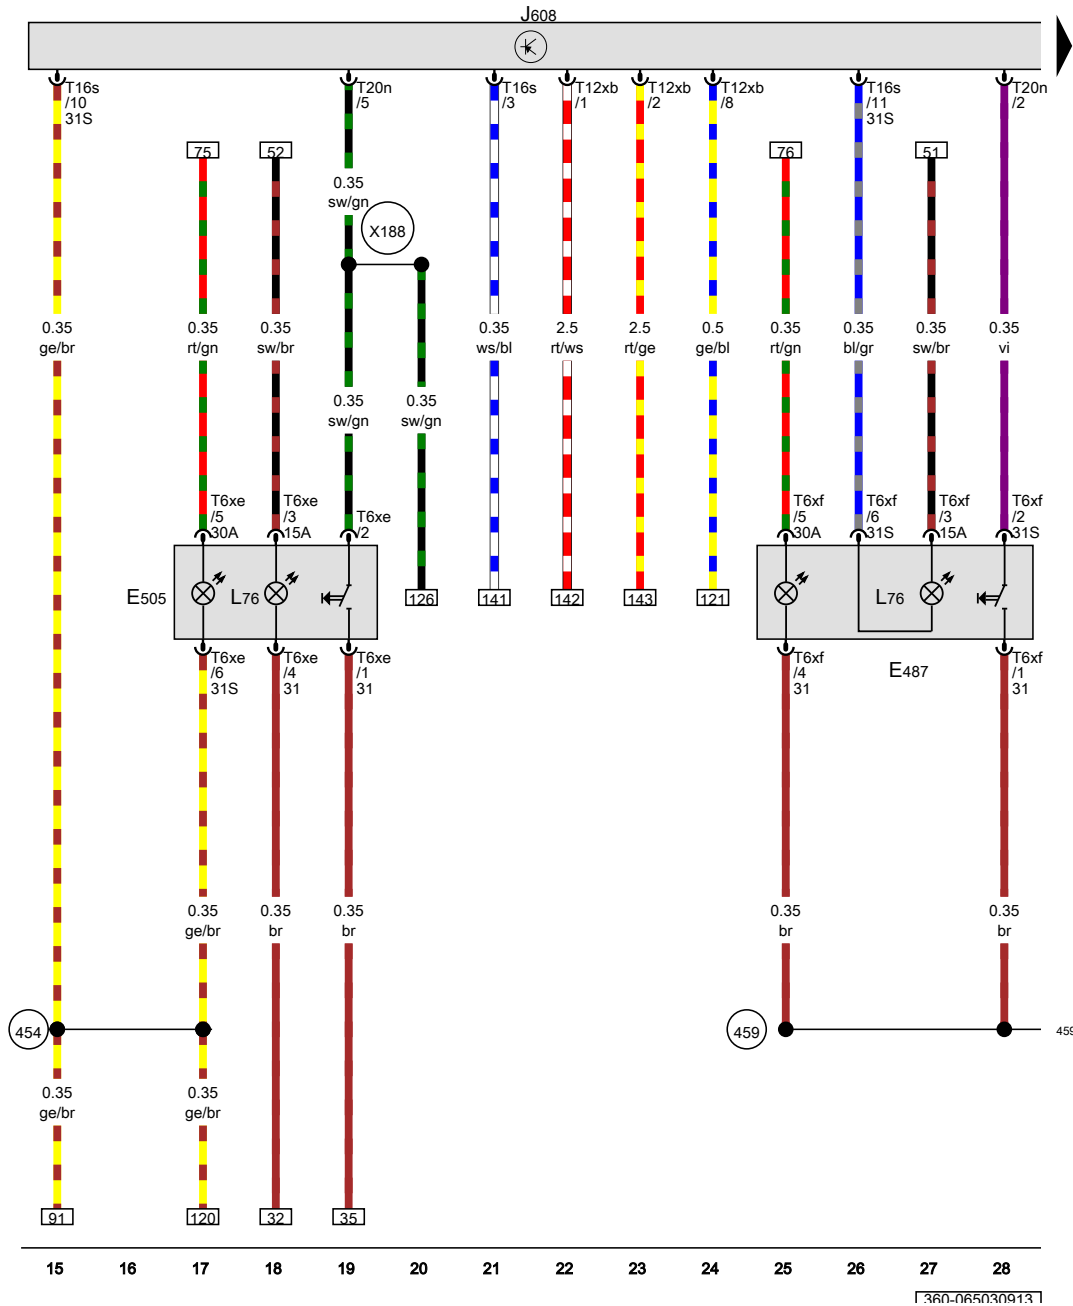 J608
T16s
/10
31S
T20n
/5
T16s
/3
T12xb
/1
T12xb
/2
T12xb
/8
T16s
/11
31S
T20n
/2
75
52
76
51
0.35
sw/gn
X188
0.35
ge/br
0.35
rt/gn
0.35
sw/br
0.35
ws/bl
2.5
rt/ws
2.5
rt/ge
0.5
ge/bl
0.35
rt/gn
0.35
bl/gr
0.35
sw/br
0.35
vi
0.35
sw/gn
0.35
sw/gn
T6xe
/5
30A
T6xe
/3
15A
T6xe
/2
T6xf
/5
30A
T6xf
/6
31S
T6xf
/3
15A
T6xf
/2
31S
E505
L76
126
141
142
143
121
L76
E487
T6xe
/6
31S
T6xe
/4
31
T6xe
/1
31
T6xf
/4
31
T6xf
/1
31
0.35
ge/br
0.35
br
0.35
br
0.35
br
0.35
br
454
459
459
0.35
ge/br
0.35
ge/br
91
120
32
35
15 16 17 18 19 20 21 22 23 24 25 26 27 28
360-065030913